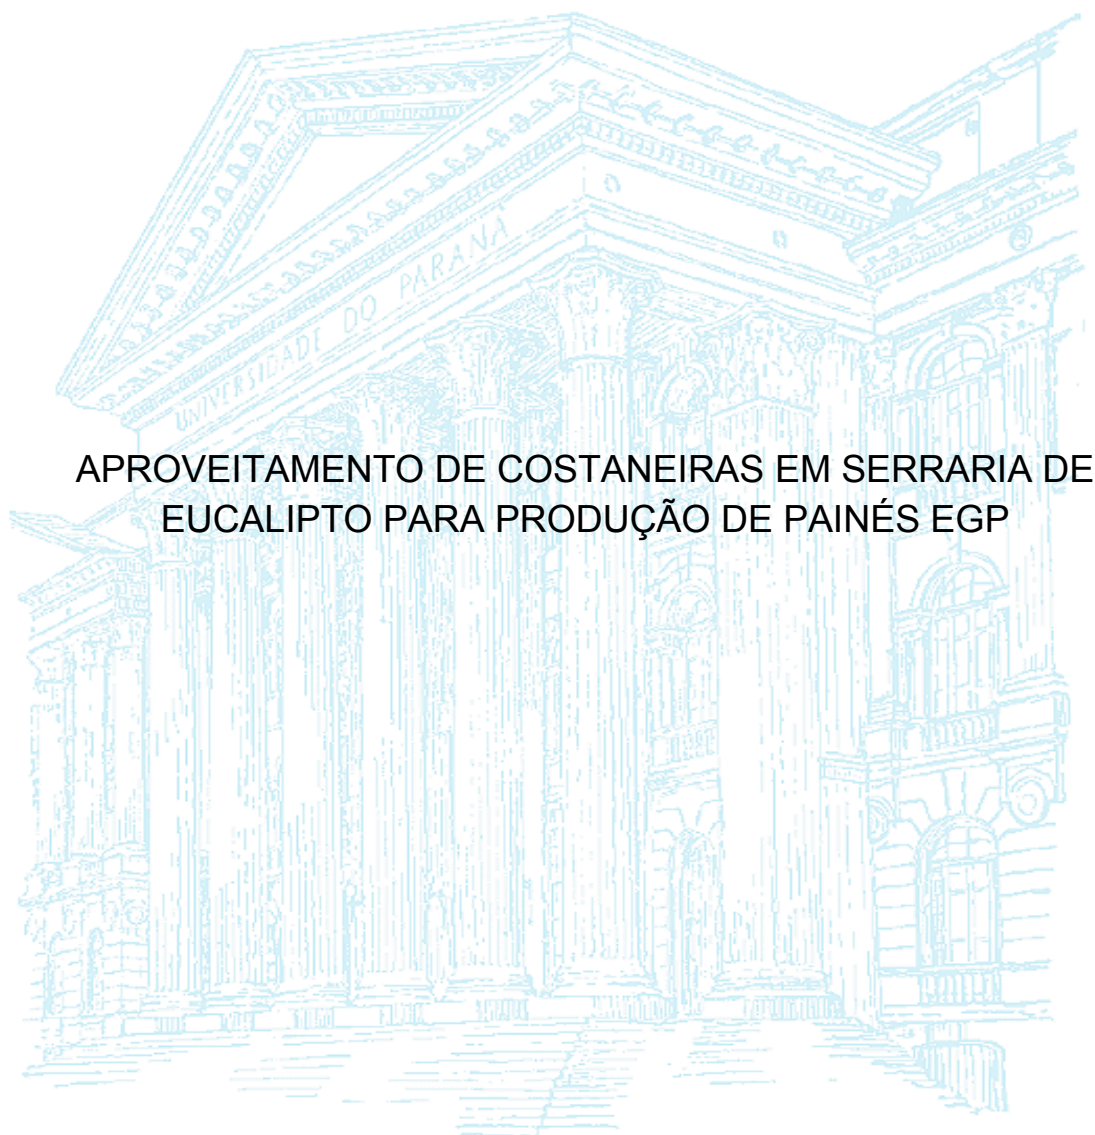 UNIVERSIDADE DO PARANÁ
APROVEITAMENTO DE COSTANEIRAS EM SERRARIA DE
EUCALIPTO PARA PRODUÇÃO DE PAINÉS EGP